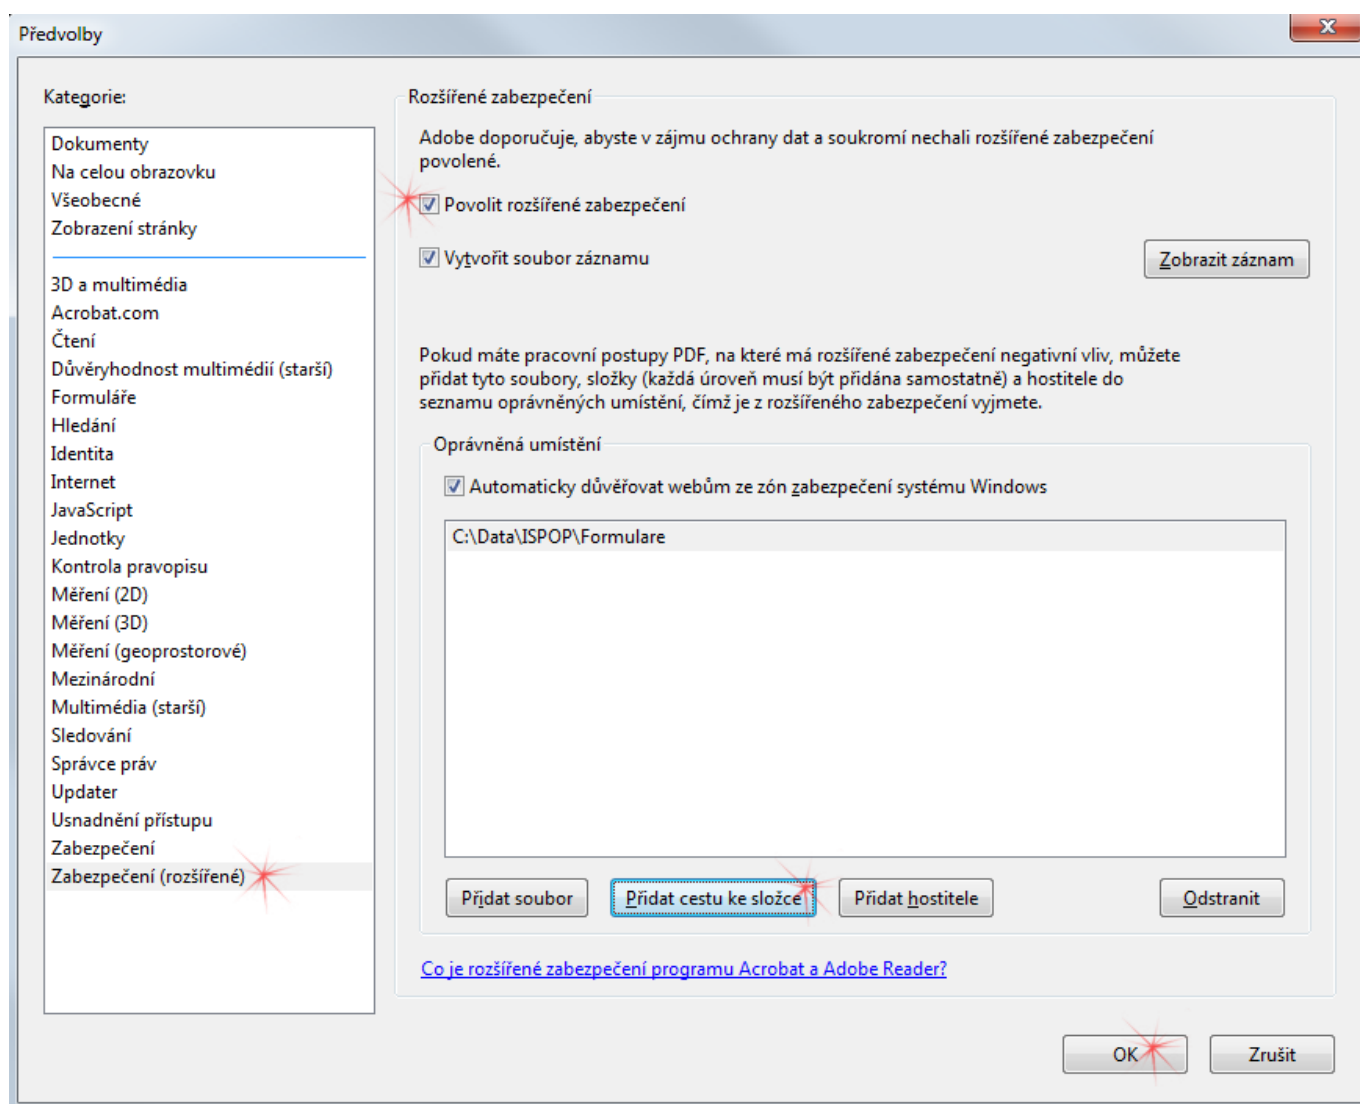 Předvolby
Kategorie:
Dokumenty
Na celou obrazovku
Všeobecné
Zobrazení stránky
3D a multimédia
Acrobat.com
Čtení
Důvěryhodnost multimédií (starší)
Formuláře
Hledání
Identita
Internet
JavaScript
Jednotky
Kontrola pravopisu
Měření (2D)
Měření (3D)
Měření (geoprostorové)
Mezinárodní
Multimédia (starší)
Sledování
Správce práv
Updater
Usnadnění přístupu
Zabezpečení
Zabezpečení (rozšířené)
Rozšířené zabezpečení
Adobe doporučuje, abyste v zájmu ochrany dat a soukromí nechali rozšířené zabezpečení
povolené.
Povolit rozšířené zabezpečení
Vytvořit soubor záznamu
Zobrazit záznam
Pokud máte pracovní postupy PDF, na které má rozšířené zabezpečení negativní vliv, můžete
přidat tyto soubory, složky (každá úroveň musí být přidána samostatně) a hostitele do
seznamu oprávněných umístění, čímž je z rozšířeného zabezpečení vyjmete.
Oprávněná umístění
Automaticky důvěřovat webům ze zón zabezpečení systému Windows
C:\Data\ISPOP\Formulare
Přidat soubor
Přidat cestu ke složce
Přidat hostitele
Odstranit
Co je rozšířené zabezpečení programu Acrobat a Adobe Reader?
OK
Zrušit